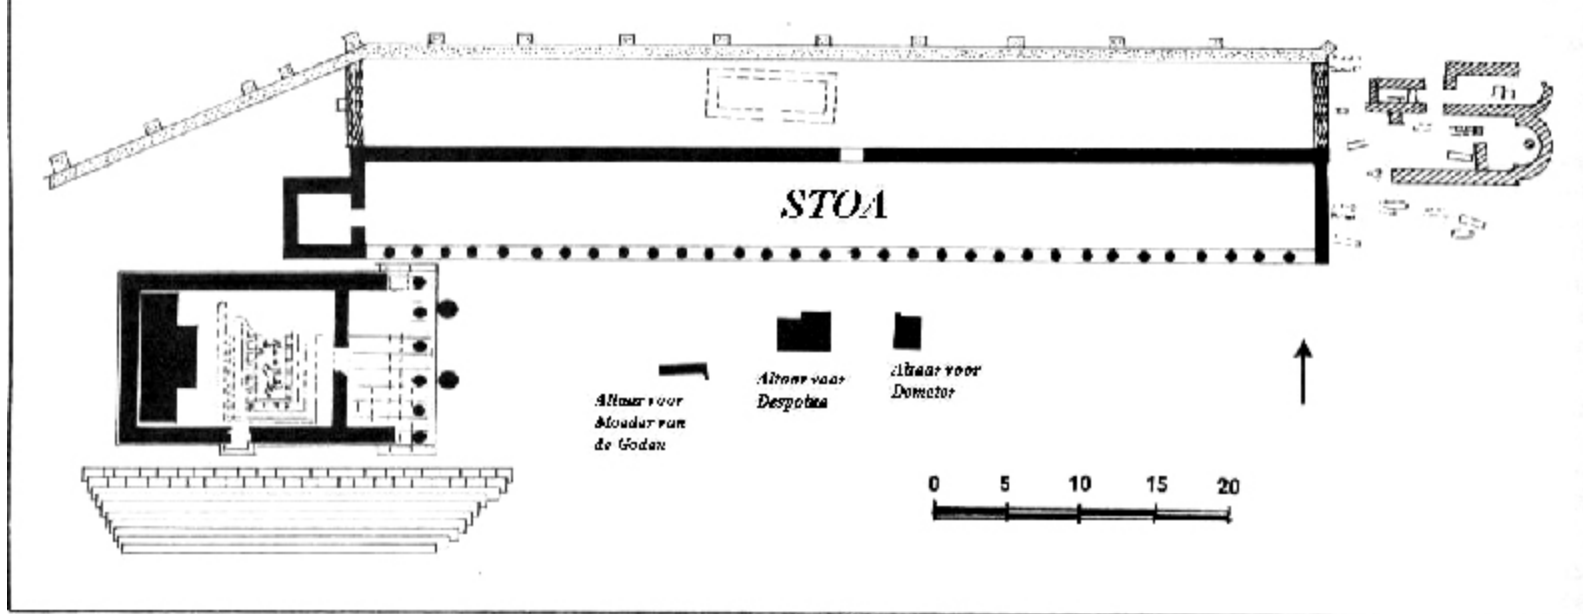 STOA
Altaar voor
Moeder van
de Goden
Altaar voor
Despoina
Altaar voor
Demeter
0 5 10 15 20